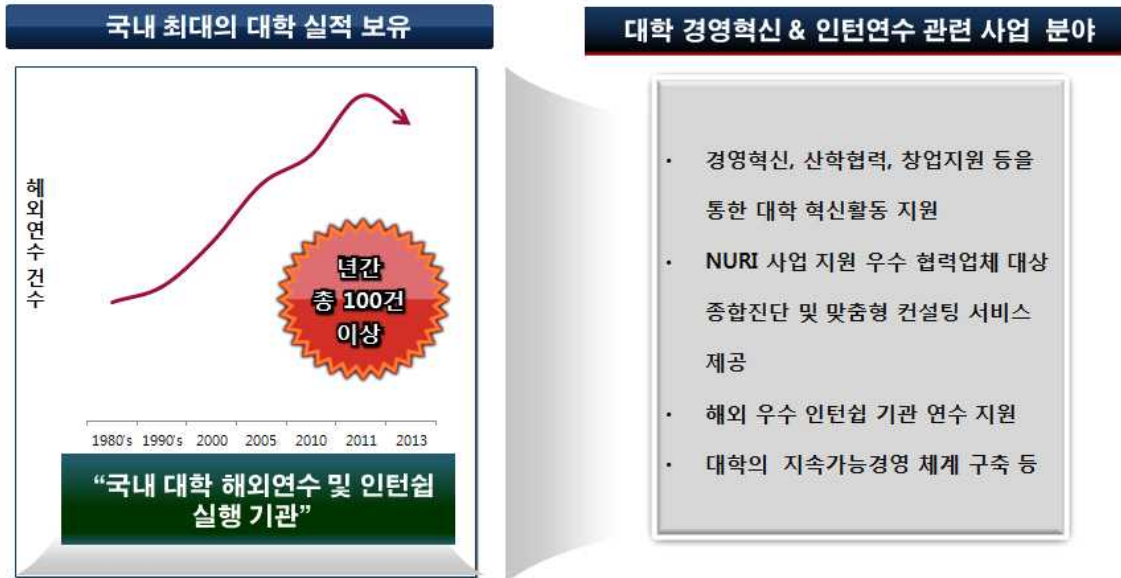 국내 최대의 대학 실적 보유
헤외연수 건수
년간
총 100건
이상
1980's 1990's 2000 2005 2010 2011 2013
“국내 대학 해외연수 및 인턴쉽
실행 기관”
대학 경영혁신 & 인턴연수 관련 사업 분야
• 경영혁신, 산학협력, 창업지원 등을
통한 대학 혁신활동 지원
• NURI 사업 지원 우수 협력업체 대상
종합진단 및 맞춤형 컨설팅 서비스
제공
• 해외 우수 인턴쉽 기관 연수 지원
• 대학의 지속가능경영 체계 구축 등